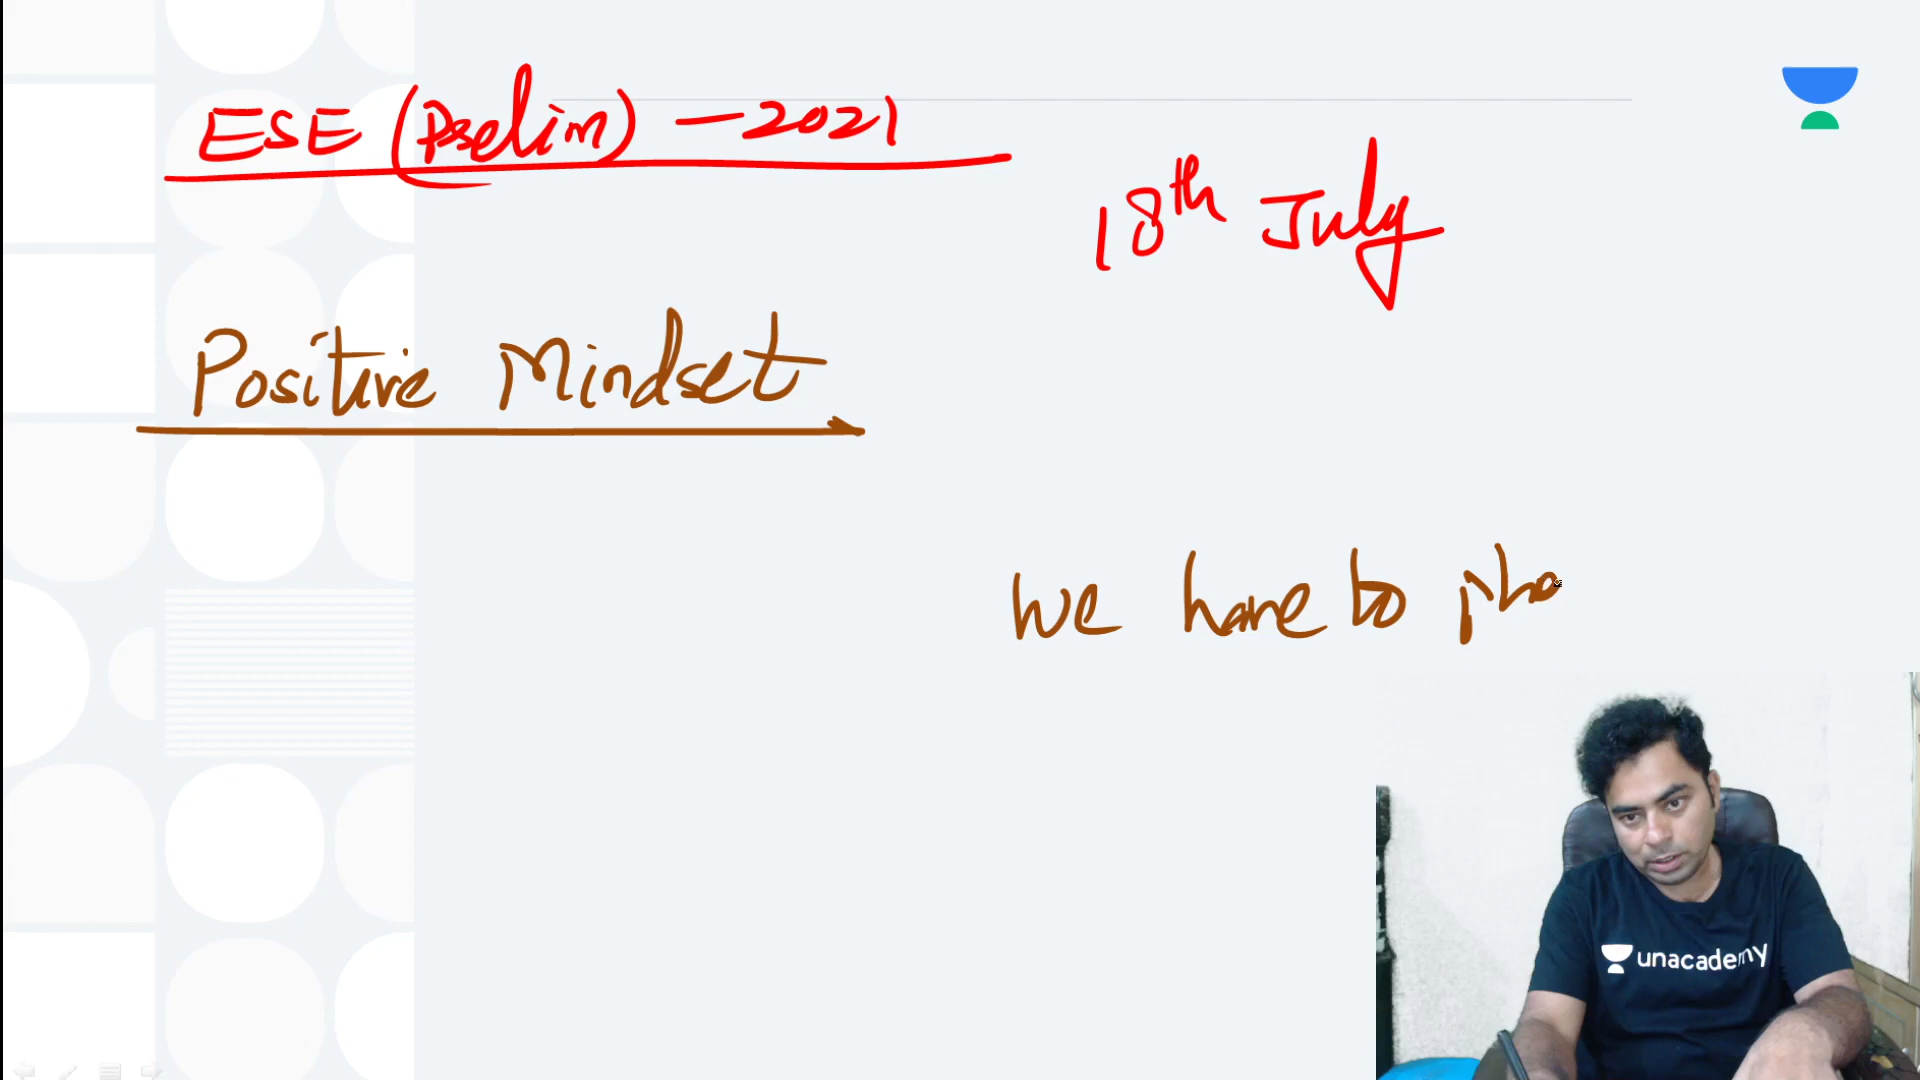 ESE (Prelim) - 2021
18th July
Positive Mindset
we have to
unacademy